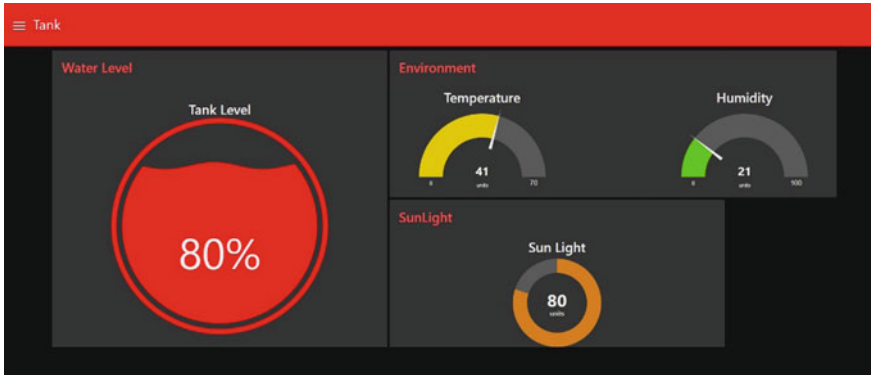 Tank
Water Level
Tank Level
80%
Environment
Temperature
41
units
0
70
Humidity
21
units
0
100
SunLight
Sun Light
80
units